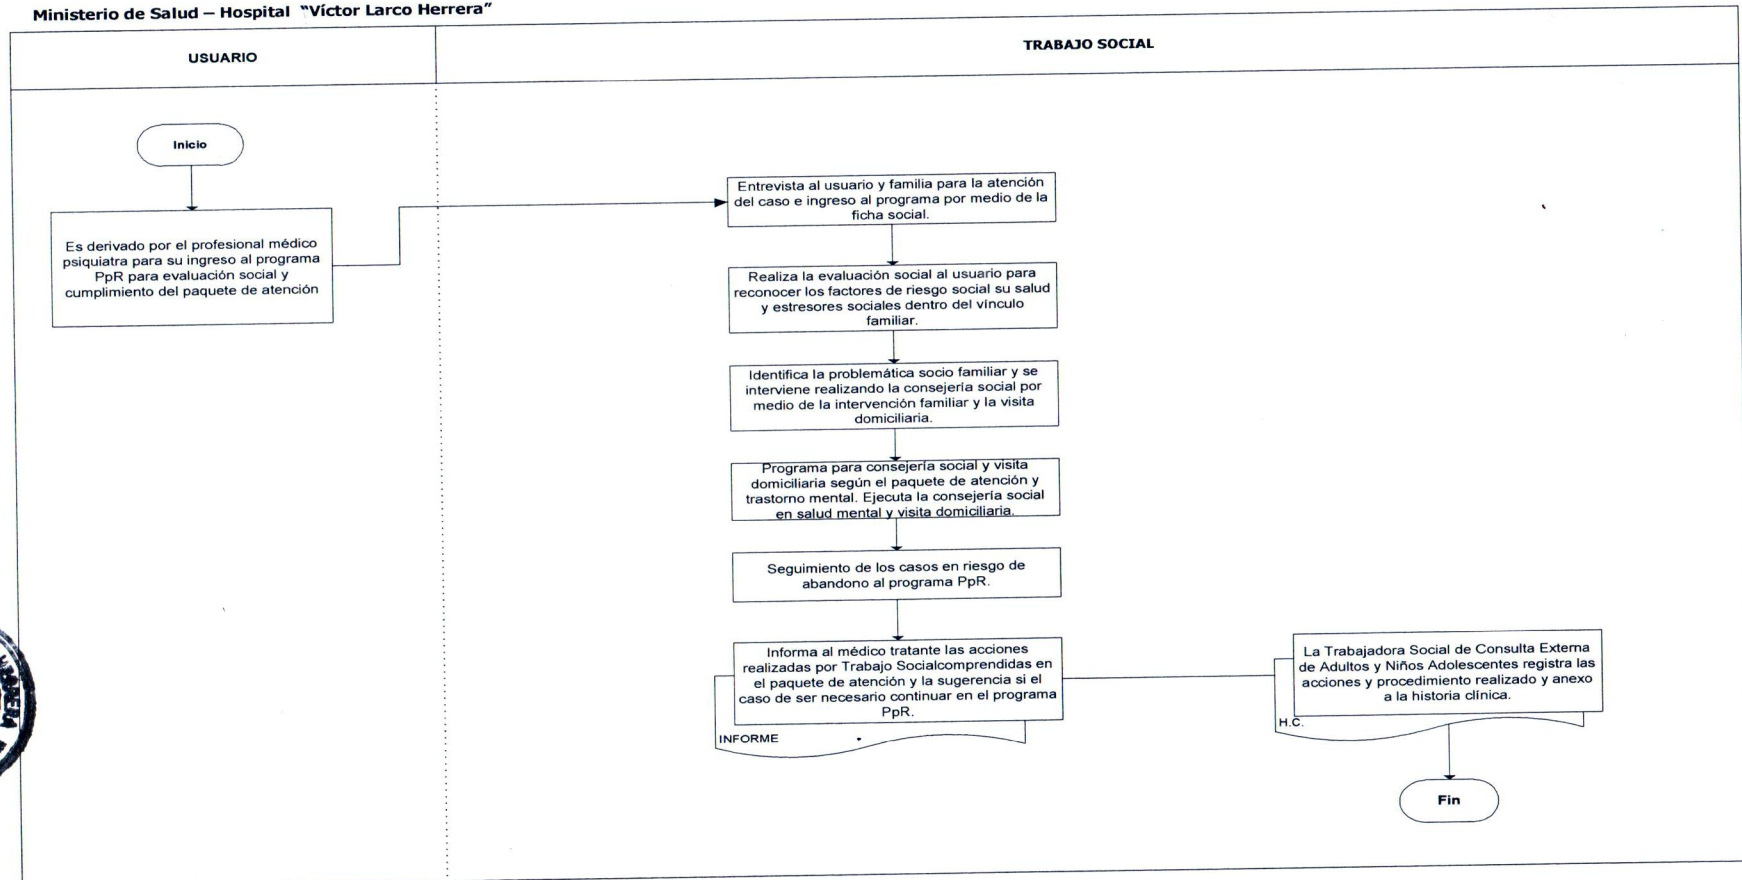 Ministerio de Salud – Hospital "Víctor Larco Herrera"
USUARIO
TRABAJO SOCIAL
Inicio
Es derivado por el profesional médico
psiquiatra para su ingreso al programa
PpR para evaluación social y
cumplimiento del paquete de atención
Entrevista al usuario y familia para la atención
del caso e ingreso al programa por medio de la
ficha social.
Realiza la evaluación social al usuario para
reconocer los factores de riesgo social su salud
y estresores sociales dentro del vínculo
familiar.
Identifica la problemática socio familiar y se
interviene realizando la consejería social por
medio de la intervención familiar y la visita
domiciliaria.
Programa para consejería social y visita
domiciliaria según el paquete de atención y
trastorno mental. Ejecuta la consejería social
en salud mental y visita domiciliaria.
Seguimiento de los casos en riesgo de
abandono al programa PpR.
Informa al médico tratante las acciones
realizadas por Trabajo Socialcomprendidas en
el paquete de atención y la sugerencia si el
caso de ser necesario continuar en el programa
PpR.
INFORME
La Trabajadora Social de Consulta Externa
de Adultos y Niños Adolescentes registra las
acciones y procedimiento realizado y anexo
a la historia clínica.
H.C.
Fin